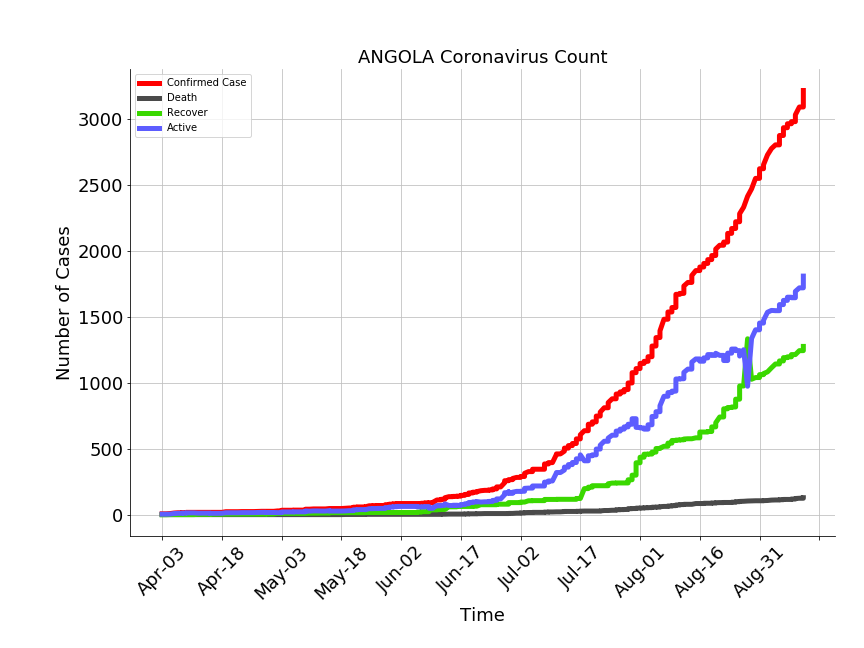 ANGOLA Coronavirus Count
Confirmed Case
Death
Recover
Active
3000
2500
2000
1500
1000
500
0
Number of Cases
Apr-03
Apr-18
May-03
May-18
Jun-02
Jun-17
Jul-02
Jul-17
Aug-01
Aug-16
Aug-31
Time